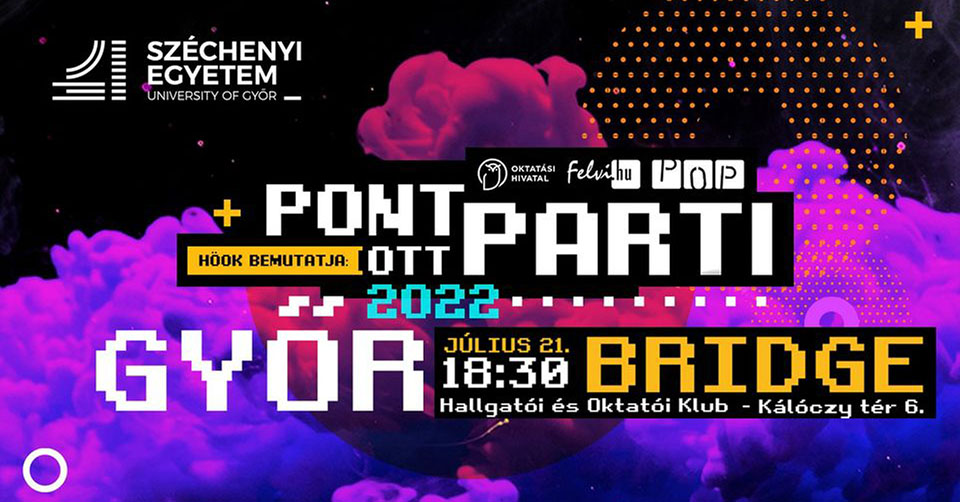 SZÉCHENYI
EGYETEM
UNIVERSITY OF GYŐR
OKTATÁSI
HIVATAL
felvi.hu
POP
PONT
OTT
PARTI
HÖOK BEMUTATJA:
2022
GYŐR
JÚLIUS 21.
18:30
BRIDGE
Hallgatói és Oktatói Klub - Kálóczy tér 6.